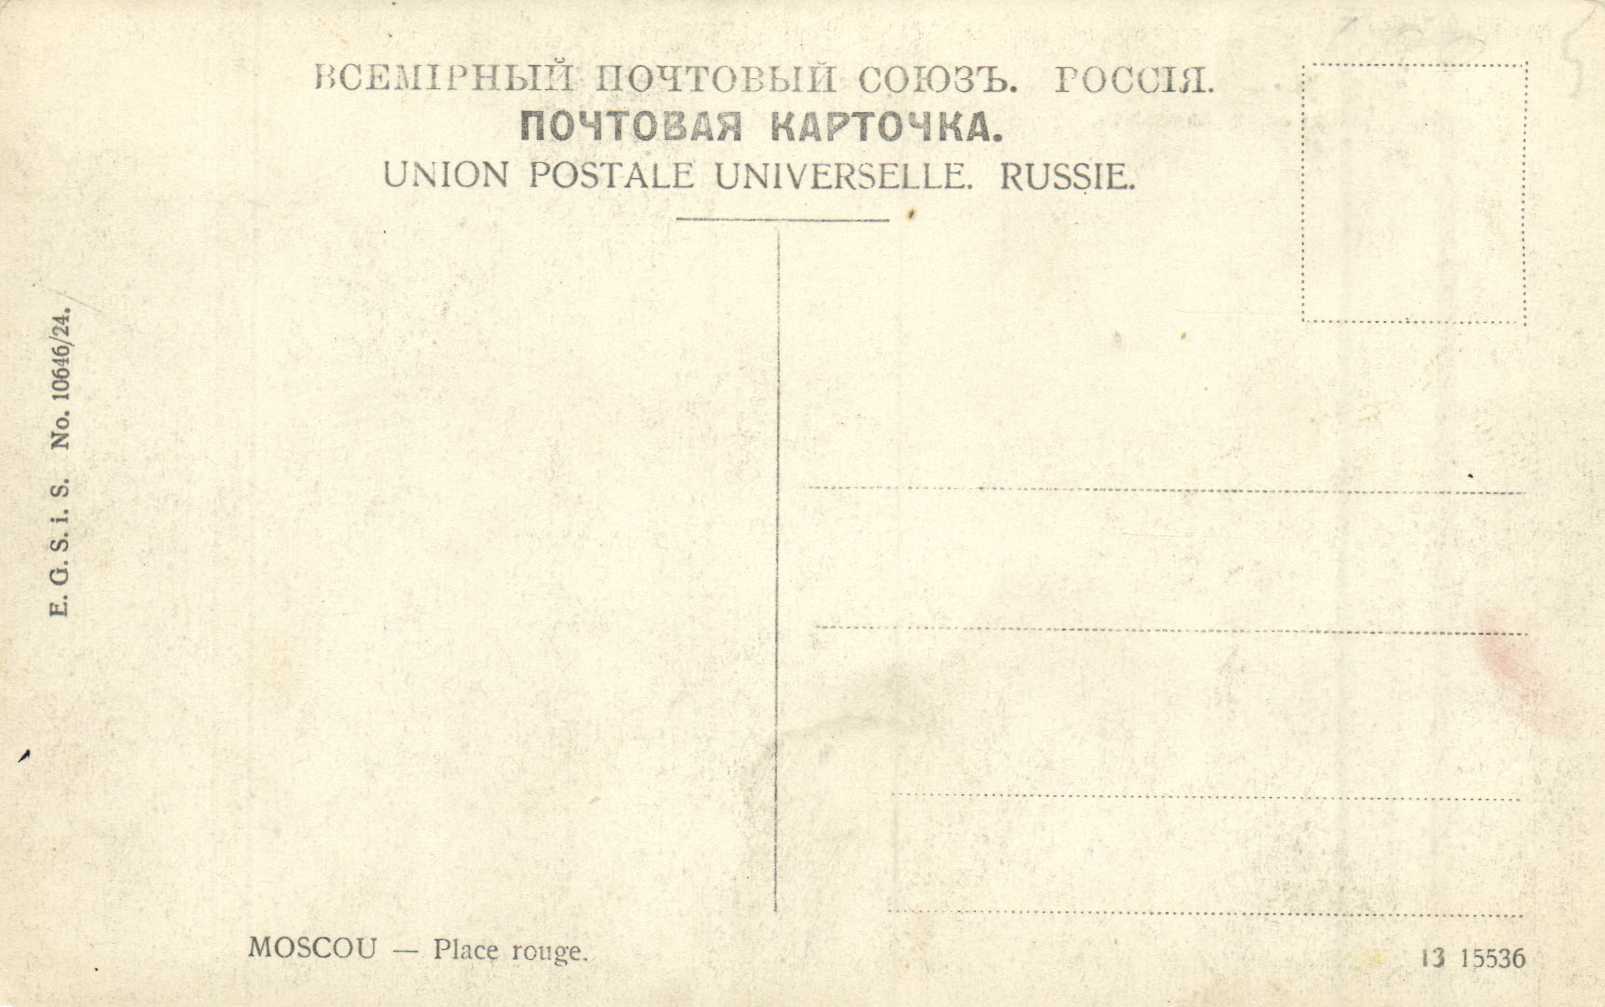 ВСЕМІРНЫЙ ПОЧТОВЫЙ СОЮЗЪ. РОССІЯ.
ПОЧТОВАЯ КАРТОЧКА.
UNION POSTALE UNIVERSELLE. RUSSIE.
E. G. S. i. S. No. 10646/24.
MOSCOU — Place rouge.
13 15536